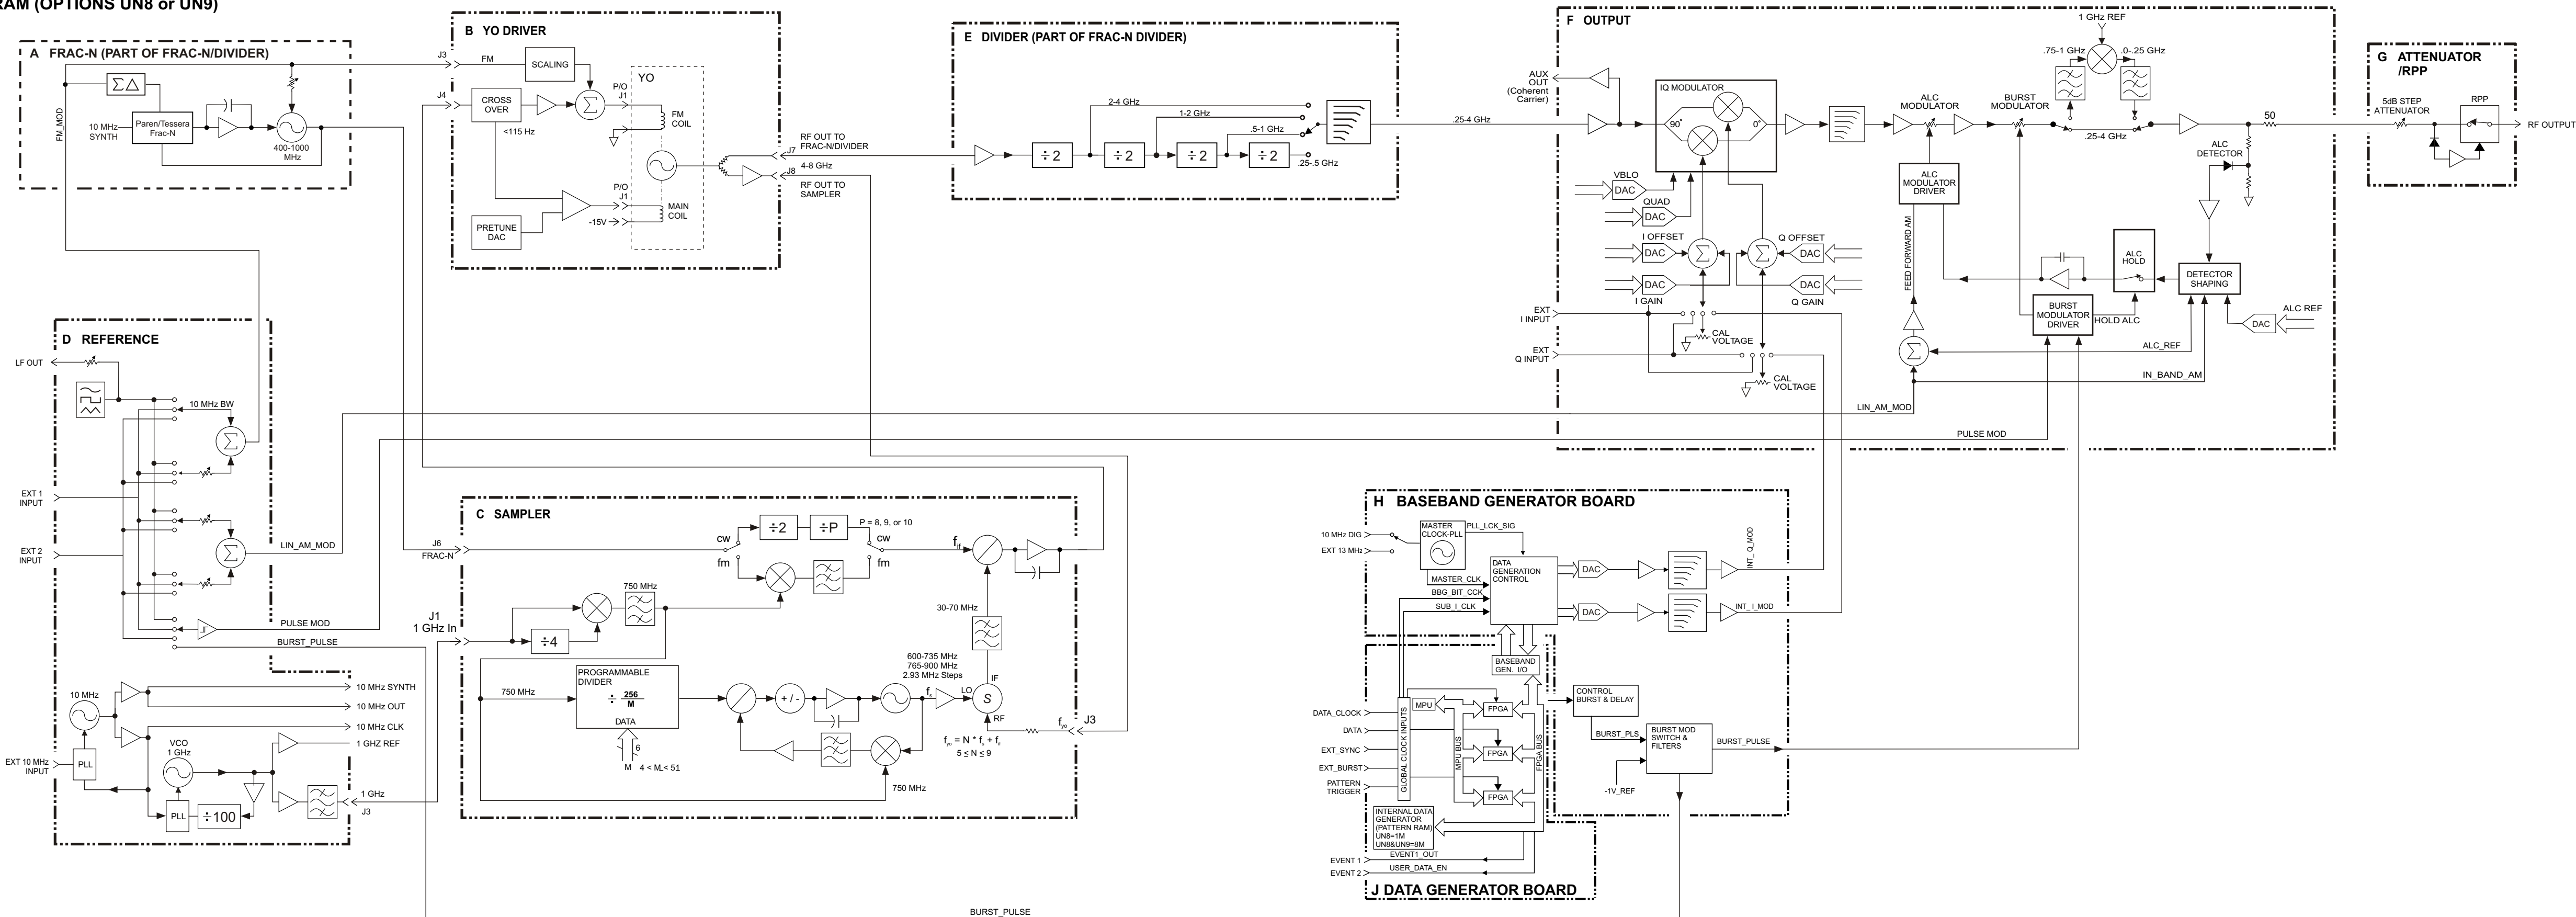 RAM (OPTIONS UN8 or UN9)
A FRAC-N (PART OF FRAC-N/DIVIDER)
ΣΔ
FM_MOD
10 MHz
SYNTH
Paren/Tessera
Frac-N
400-1000
MHz
B YO DRIVER
J3
FM
SCALING
J4
CROSS
OVER
Σ
<115 Hz
P/O
J1
YO
FM
COIL
P/O
J1
-15V
MAIN
COIL
PRETUNE
DAC
RF OUT TO
FRAC-N/DIVIDER
J7
4-8 GHz
J8
RF OUT TO
SAMPLER
E DIVIDER (PART OF FRAC-N DIVIDER)
2-4 GHz
1-2 GHz
.5-1 GHz
.25-.5 GHz
÷2
÷2
÷2
÷2
.25-4 GHz
F OUTPUT
AUX
OUT
(Coherent
Carrier)
IQ MODULATOR
90°
0°
VBLO
DAC
QUAD
DAC
I OFFSET
DAC
Σ
Σ
Q OFFSET
DAC
DAC
I GAIN
DAC
Q GAIN
EXT
I INPUT
CAL
VOLTAGE
EXT
Q INPUT
CAL
VOLTAGE
1 GHz REF
.75-1 GHz
.0-.25 GHz
ALC
MODULATOR
BURST
MODULATOR
.25-4 GHz
50
ALC
DETECTOR
ALC
MODULATOR
DRIVER
FEED FORWARD AM
ALC
HOLD
DETECTOR
SHAPING
BURST
MODULATOR
DRIVER
HOLD ALC
ALC REF
DAC
Σ
ALC_REF
IN_BAND_AM
LIN_AM_MOD
PULSE MOD
G ATTENUATOR
/RPP
5dB STEP
ATTENUATOR
RPP
RF OUTPUT
D REFERENCE
LF OUT
10 MHz BW
Σ
EXT 1
INPUT
EXT 2
INPUT
Σ
LIN_AM_MOD
PULSE MOD
BURST_PULSE
10 MHz
10 MHz SYNTH
10 MHz OUT
10 MHz CLK
VCO
1 GHz
1 GHZ REF
EXT 10 MHz
INPUT
PLL
PLL
÷100
1 GHz
J3
C SAMPLER
J6
FRAC-N
cw
fm
÷2
÷P
P = 8, 9, or 10
cw
fm
fif
750 MHz
J1
1 GHz In
÷4
30-70 MHz
600-735 MHz
765-900 MHz
2.93 MHz Steps
IF
750 MHz
PROGRAMMABLE
DIVIDER
÷ 256
M
DATA
6
M 4 < M < 51
+ / -
fs
LO
S
RF
fyo
J3
fyo = N * fs + fif
5 ≤ N ≤ 9
750 MHz
H BASEBAND GENERATOR BOARD
10 MHz DIG
EXT 13 MHz
MASTER
CLOCK-PLL
PLL_LCK_SIG
DATA
GENERATION
CONTROL
MASTER_CLK
BBG_BIT_CCK
SUB_I_CLK
DAC
DAC
INT_ Q_MOD
INT_ I_MOD
BASEBAND
GEN. I/O
CONTROL
BURST & DELAY
BURST_PLS
BURST MOD
SWITCH &
FILTERS
BURST_PULSE
-1V_REF
DATA_CLOCK
DATA
EXT_SYNC
EXT_BURST
PATTERN
TRIGGER
GLOBAL CLOCK INPUTS
MPU
MPU BUS
FPGA
FPGA
FPGA
FPGA BUS
INTERNAL DATA
GENERATOR
(PATTERN RAM)
UN8=1M
UN8&UN9=8M
EVENT 1
EVENT1_OUT
EVENT 2
USER_DATA_EN
J DATA GENERATOR BOARD
BURST_PULSE